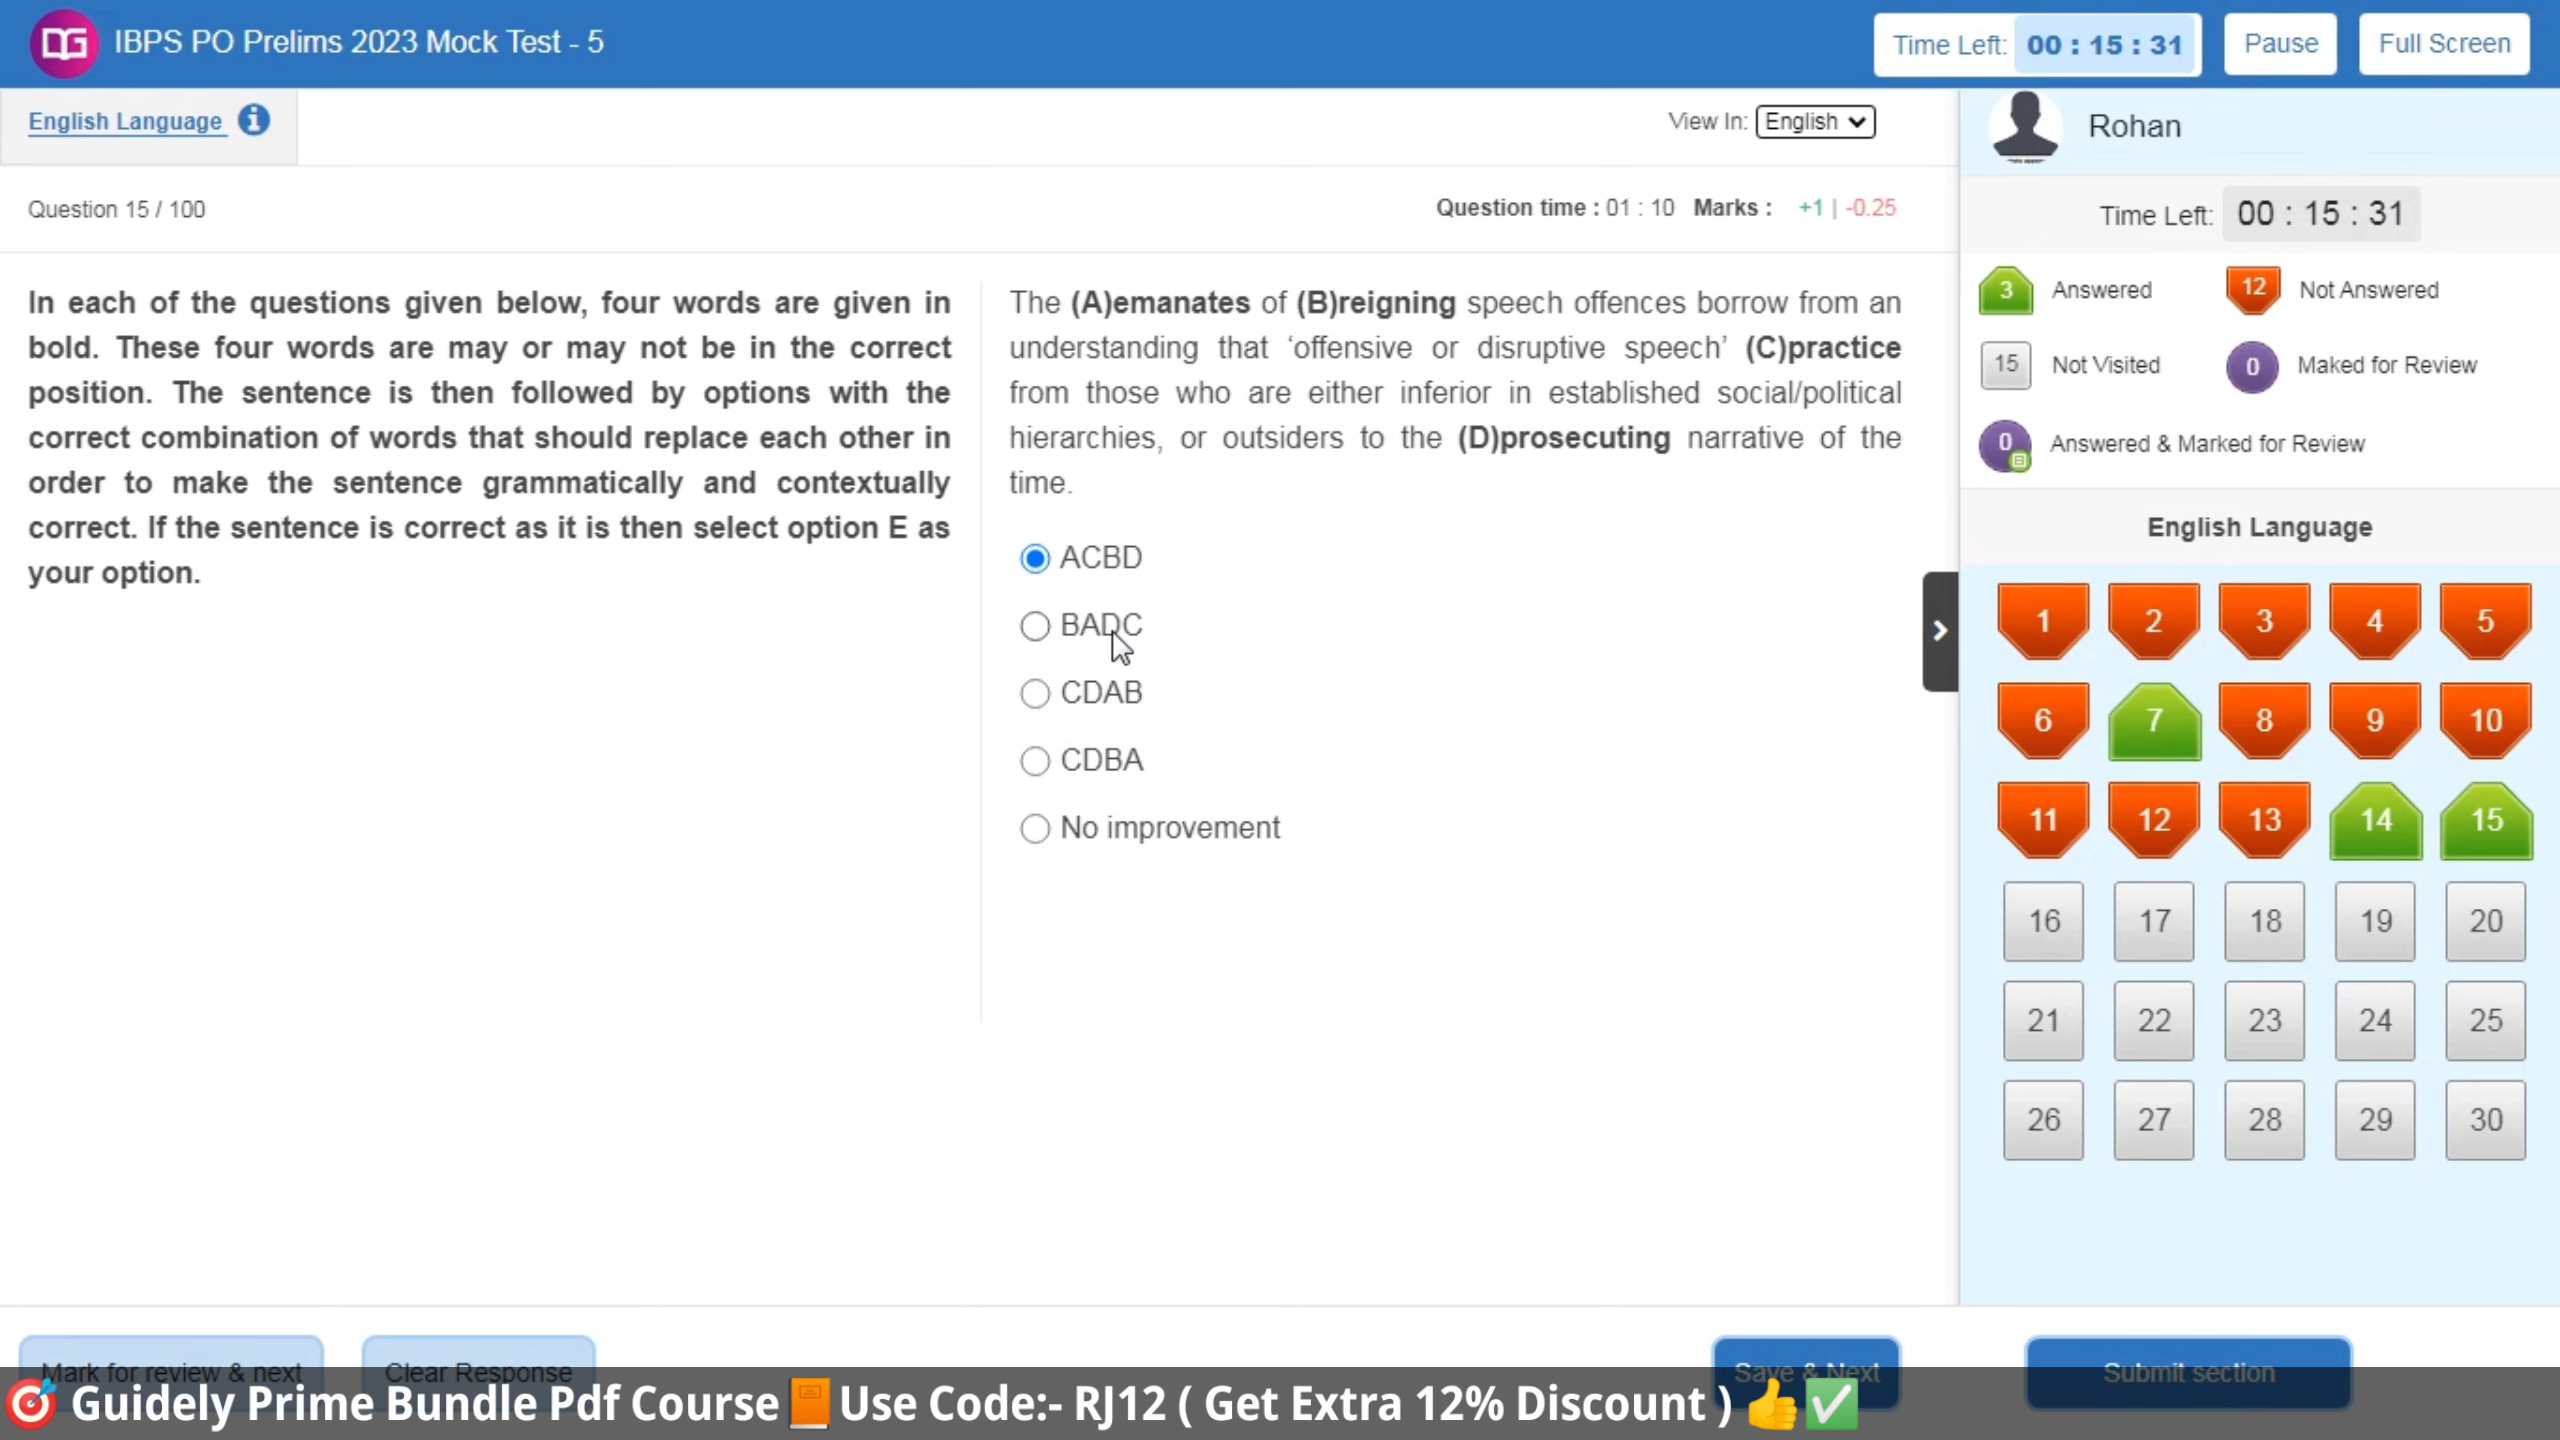 DG IBPS PO Prelims 2023 Mock Test - 5
Time Left: 00 : 15 : 31 Pause Full Screen
English Language i
View In: English
Rohan
Question 15 / 100
Question time : 01 : 10 Marks : +1 | -0.25
Time Left: 00 : 15 : 31
3 Answered 12 Not Answered
15 Not Visited 0 Maked for Review
0 Answered & Marked for Review
In each of the questions given below, four words are given in
bold. These four words are may or may not be in the correct
position. The sentence is then followed by options with the
correct combination of words that should replace each other in
order to make the sentence grammatically and contextually
correct. If the sentence is correct as it is then select option E as
your option.
The (A)emanates of (B)reigning speech offences borrow from an
understanding that ‘offensive or disruptive speech’ (C)practice
from those who are either inferior in established social/political
hierarchies, or outsiders to the (D)prosecuting narrative of the
time.
ACBD
BADC
CDAB
CDBA
No improvement
English Language
1 2 3 4 5
6 7 8 9 10
11 12 13 14 15
16 17 18 19 20
21 22 23 24 25
26 27 28 29 30
Mark for review & next Clear Response Save & Next Submit section
Guidely Prime Bundle Pdf Course Use Code:- RJ12 ( Get Extra 12% Discount )